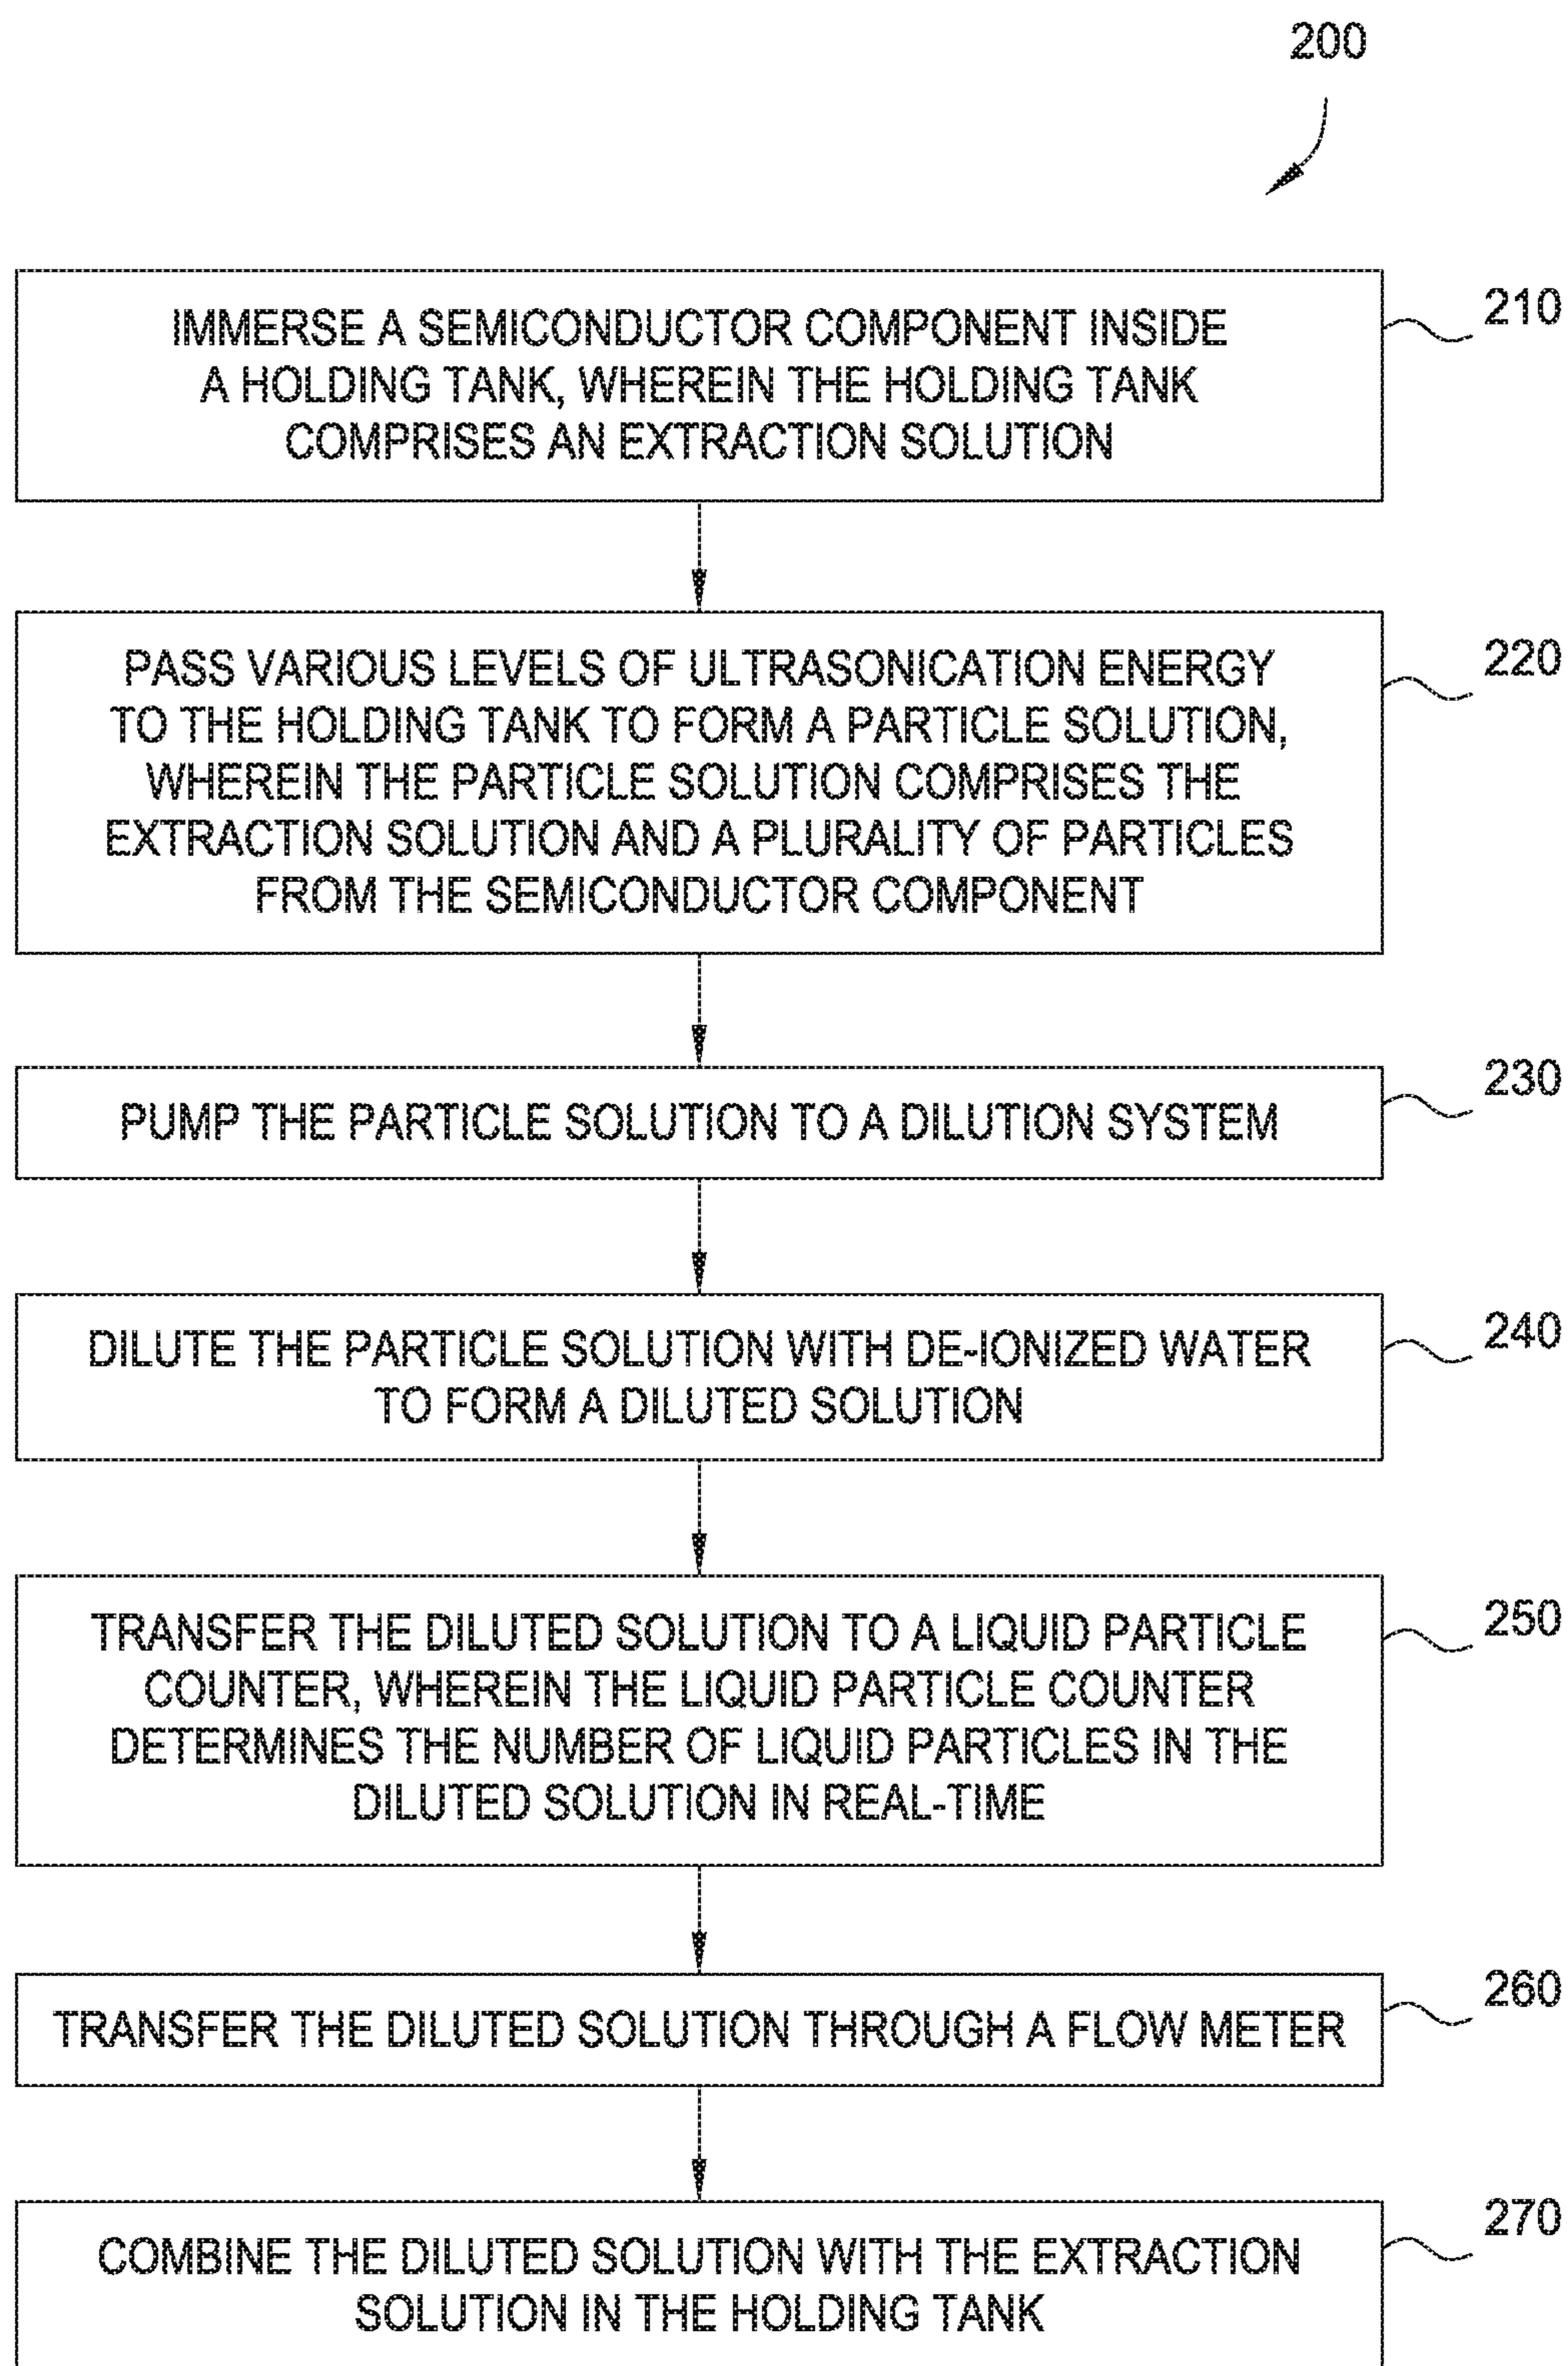 200
IMMERSE A SEMICONDUCTOR COMPONENT INSIDE
A HOLDING TANK, WHEREIN THE HOLDING TANK
COMPRISES AN EXTRACTION SOLUTION
210
PASS VARIOUS LEVELS OF ULTRASONICATION ENERGY
TO THE HOLDING TANK TO FORM A PARTICLE SOLUTION,
WHEREIN THE PARTICLE SOLUTION COMPRISES THE
EXTRACTION SOLUTION AND A PLURALITY OF PARTICLES
FROM THE SEMICONDUCTOR COMPONENT
220
PUMP THE PARTICLE SOLUTION TO A DILUTION SYSTEM
230
DILUTE THE PARTICLE SOLUTION WITH DE-IONIZED WATER
TO FORM A DILUTED SOLUTION
240
TRANSFER THE DILUTED SOLUTION TO A LIQUID PARTICLE
COUNTER, WHEREIN THE LIQUID PARTICLE COUNTER
DETERMINES THE NUMBER OF LIQUID PARTICLES IN THE
DILUTED SOLUTION IN REAL-TIME
250
TRANSFER THE DILUTED SOLUTION THROUGH A FLOW METER
260
COMBINE THE DILUTED SOLUTION WITH THE EXTRACTION
SOLUTION IN THE HOLDING TANK
270